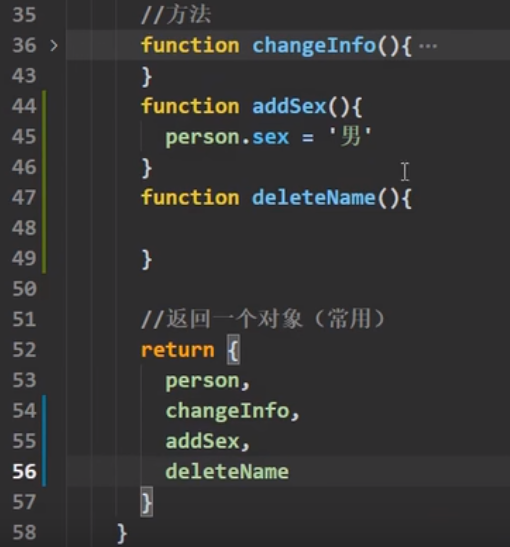 35 //方法
36 > function changeInfo(){ ···
43 }
44 function addSex(){
45 person.sex = '男'
46 }
47 function deleteName(){
48
49 }
50
51 //返回一个对象（常用）
52 return {
53 person,
54 changeInfo,
55 addSex,
56 deleteName
57 }
58 }